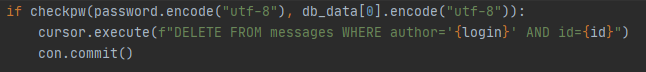 if checkpw(password.encode("utf-8"), db_data[0].encode("utf-8")):
    cursor.execute(f"DELETE FROM messages WHERE author='{login}' AND id={id}")
    con.commit()